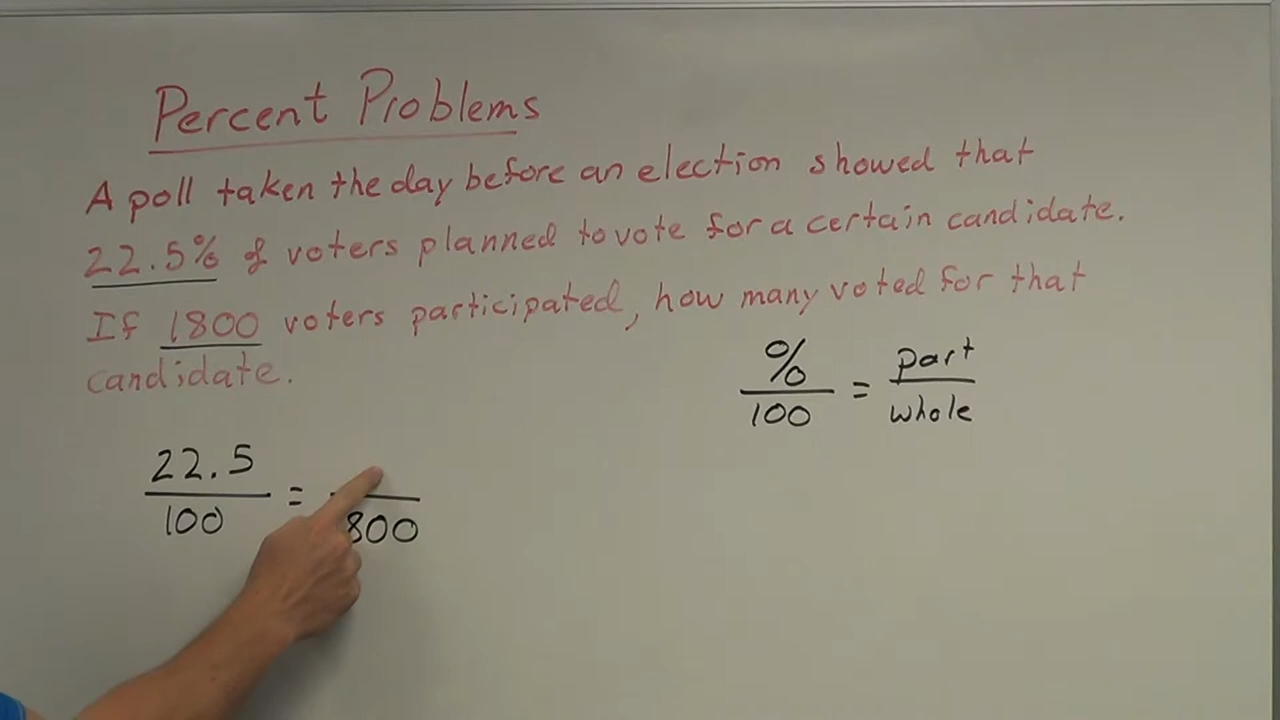 Percent Problems
A poll taken the day before an election showed that
22.5% of voters planned to vote for a certain candidate.
If 1800 voters participated, how many voted for that
candidate.
%
100
=
part
whole
22.5
100
=
800